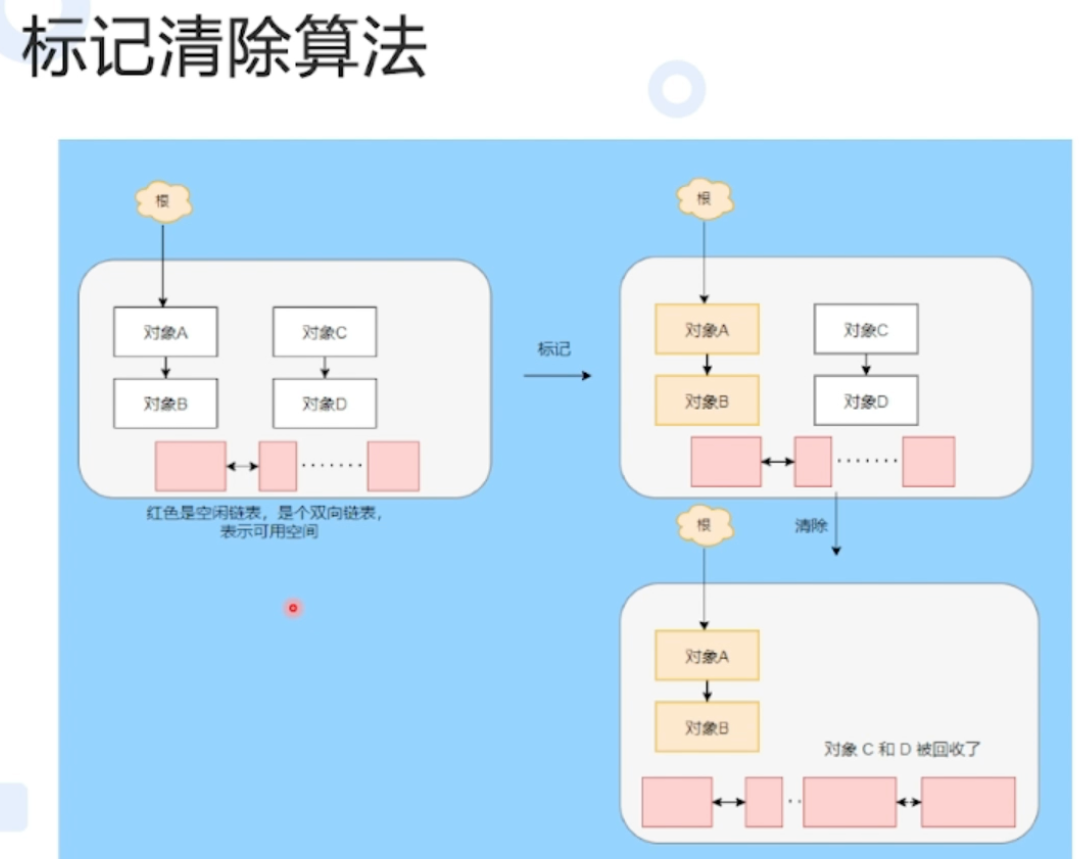 标记清除算法
根
对象A
对象C
对象B
对象D
红色是空闲链表，是个双向链表，
表示可用空间
标记
根
对象A
对象C
对象B
对象D
清除
根
对象A
对象B
对象 C 和 D 被回收了